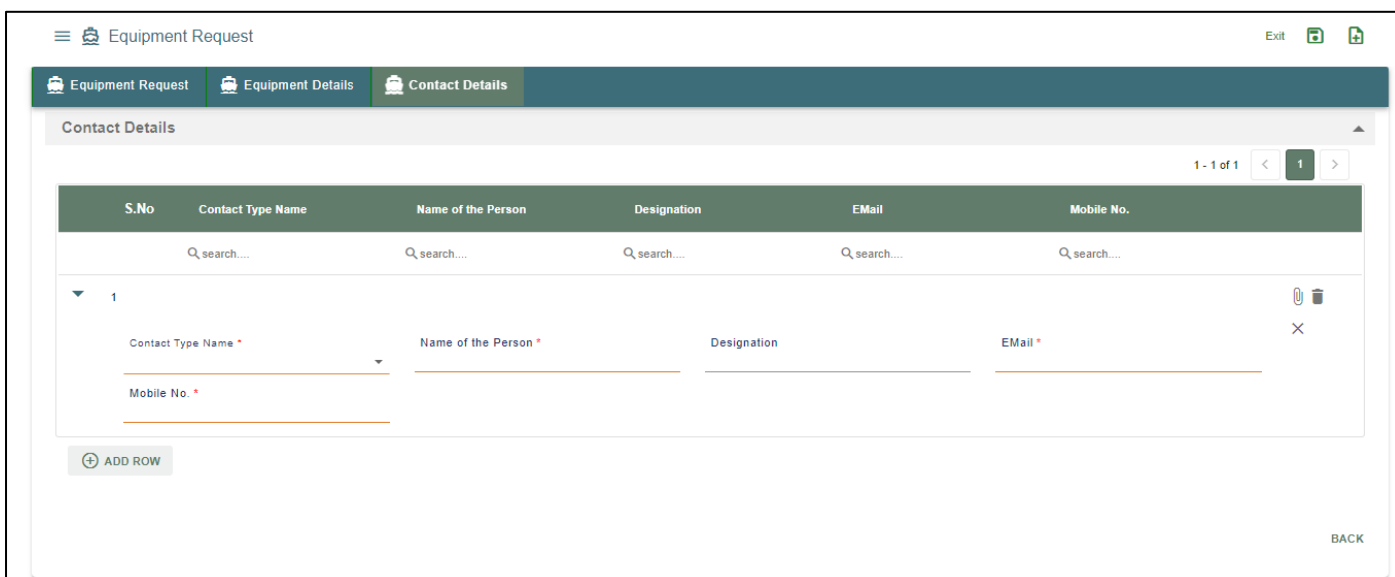 Equipment Request Exit
Equipment Request Equipment Details Contact Details
Contact Details
1 - 1 of 1 < 1 >
S.No Contact Type Name Name of the Person Designation EMail Mobile No.
search.... search.... search.... search.... search....
1
Contact Type Name * Name of the Person * Designation EMail *
Mobile No. *
ADD ROW
BACK